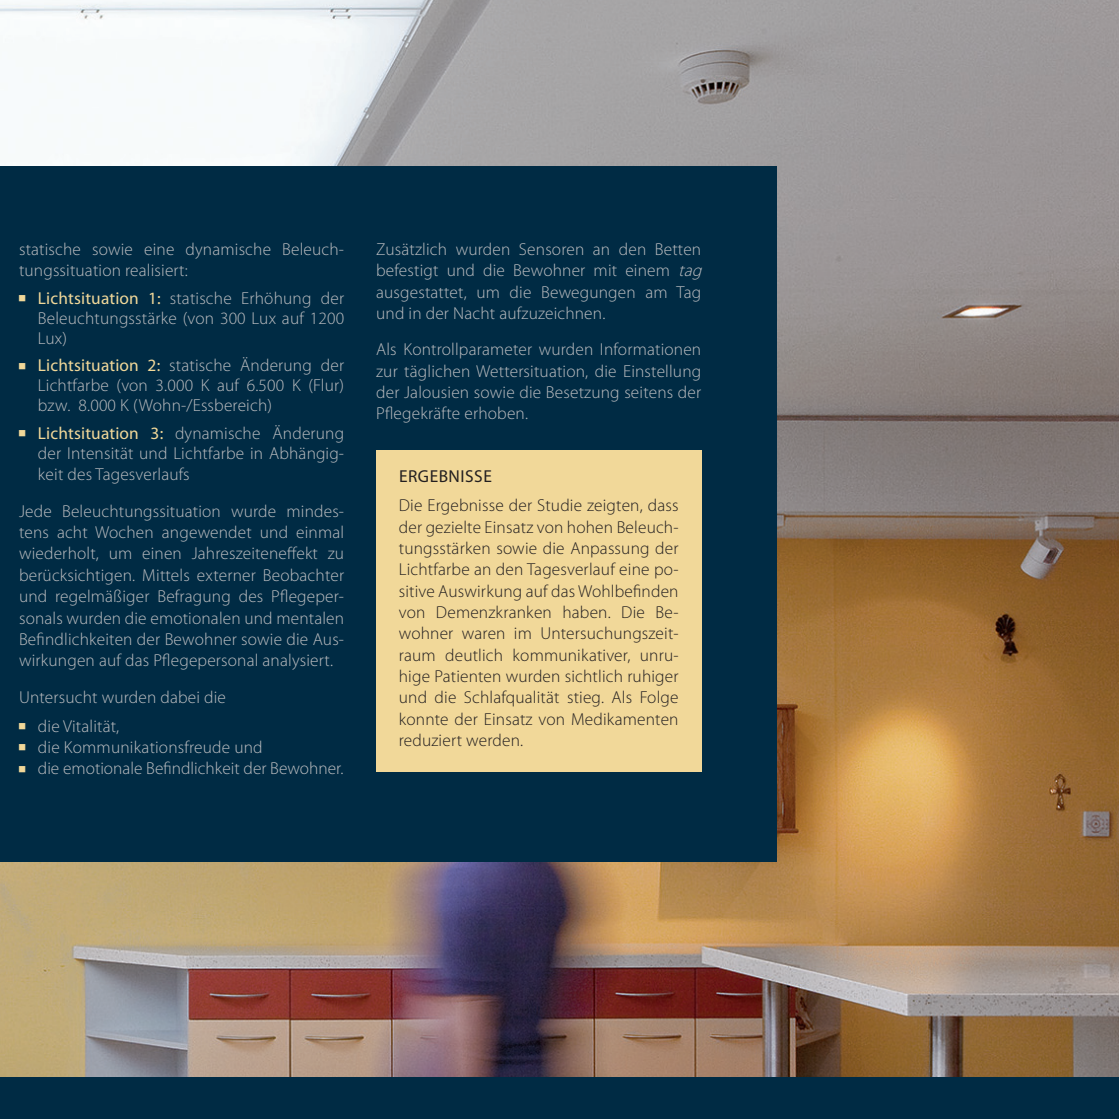 statische sowie eine dynamische Beleuch-
tungssituation realisiert:
▪ Lichtsituation 1: statische Erhöhung der
Beleuchtungsstärke (von 300 Lux auf 1200
Lux)
▪ Lichtsituation 2: statische Änderung der
Lichtfarbe (von 3.000 K auf 6.500 K (Flur)
bzw. 8.000 K (Wohn-/Essbereich)
▪ Lichtsituation 3: dynamische Änderung
der Intensität und Lichtfarbe in Abhängig-
keit des Tagesverlaufs
Jede Beleuchtungssituation wurde mindes-
tens acht Wochen angewendet und einmal
wiederholt, um einen Jahreszeiteneffekt zu
berücksichtigen. Mittels externer Beobachter
und regelmäßiger Befragung des Pflegeper-
sonals wurden die emotionalen und mentalen
Befindlichkeiten der Bewohner sowie die Aus-
wirkungen auf das Pflegepersonal analysiert.
Untersucht wurden dabei die
▪ die Vitalität,
▪ die Kommunikationsfreude und
▪ die emotionale Befindlichkeit der Bewohner.
Zusätzlich wurden Sensoren an den Betten
befestigt und die Bewohner mit einem tag
ausgestattet, um die Bewegungen am Tag
und in der Nacht aufzuzeichnen.
Als Kontrollparameter wurden Informationen
zur täglichen Wettersituation, die Einstellung
der Jalousien sowie die Besetzung seitens der
Pflegekräfte erhoben.
ERGEBNISSE
Die Ergebnisse der Studie zeigten, dass
der gezielte Einsatz von hohen Beleuch-
tungsstärken sowie die Anpassung der
Lichtfarbe an den Tagesverlauf eine po-
sitive Auswirkung auf das Wohlbefinden
von Demenzkranken haben. Die Be-
wohner waren im Untersuchungszeit-
raum deutlich kommunikativer, unru-
hige Patienten wurden sichtlich ruhiger
und die Schlafqualität stieg. Als Folge
konnte der Einsatz von Medikamenten
reduziert werden.